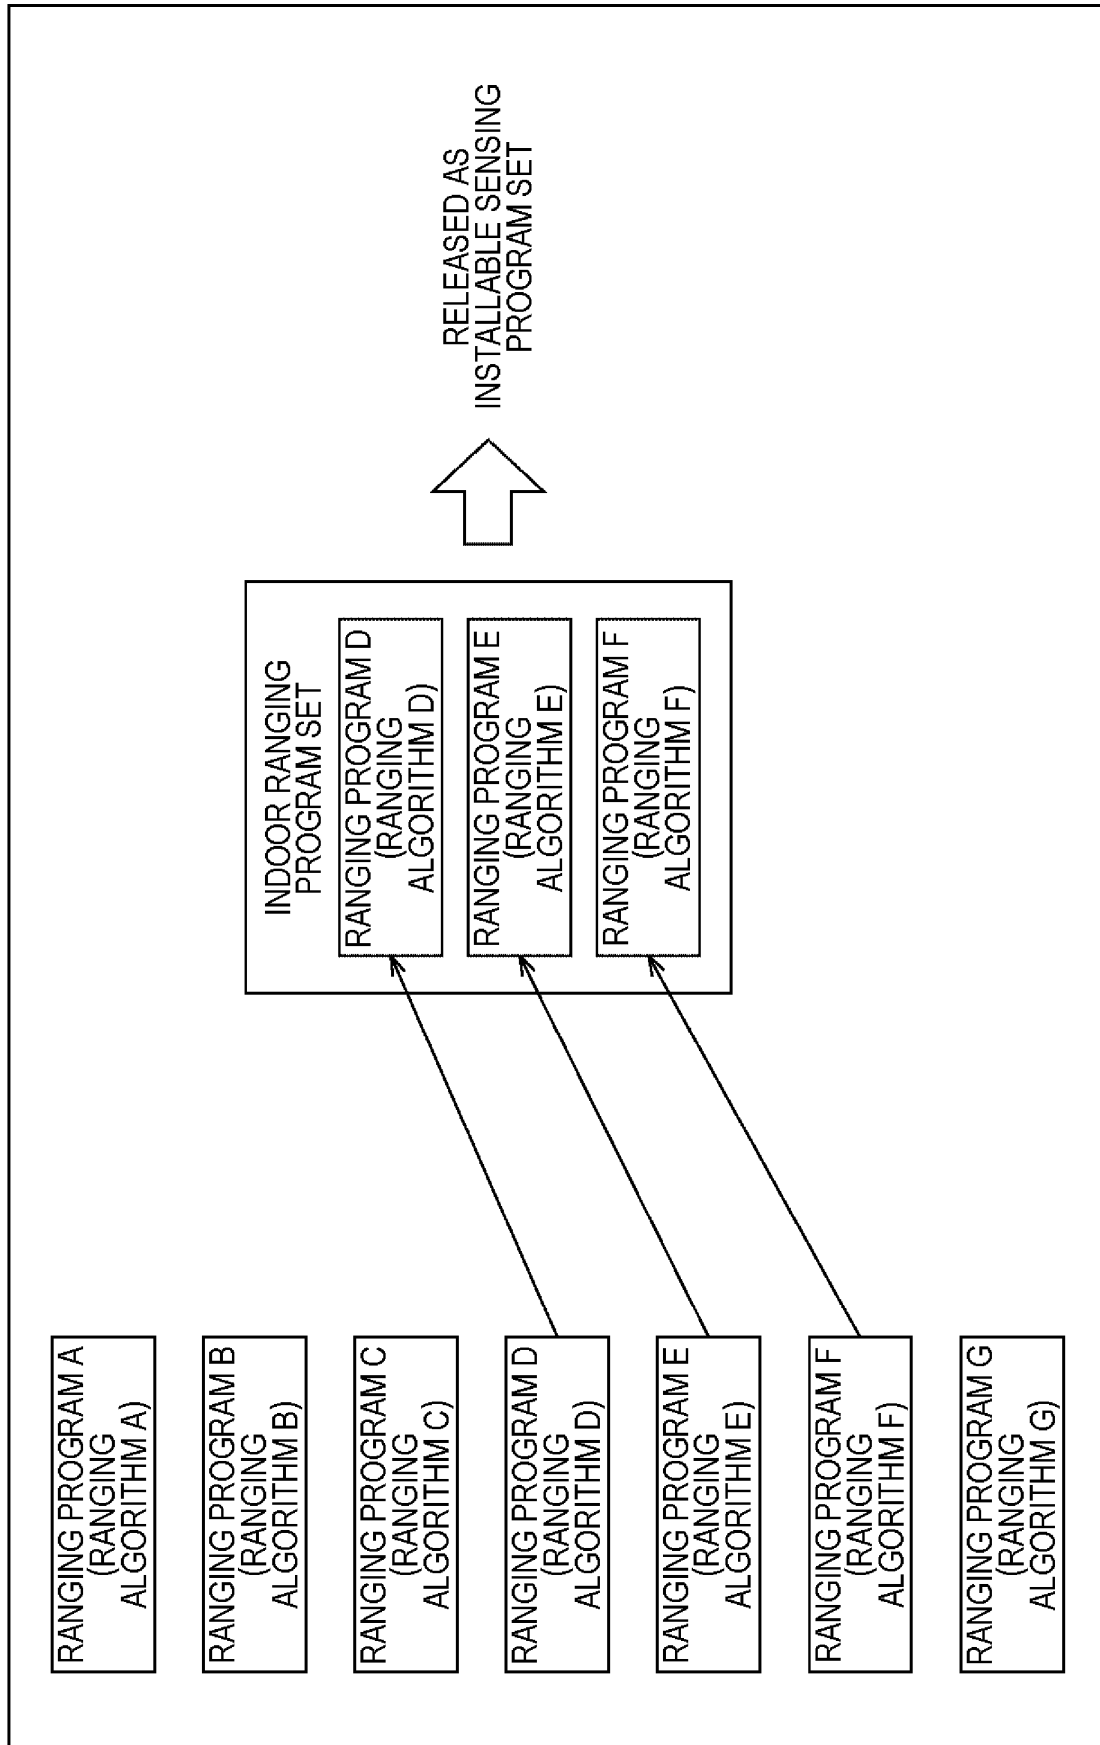 RANGING PROGRAM A
(RANGING
ALGORITHM A)
RANGING PROGRAM B
(RANGING
ALGORITHM B)
RANGING PROGRAM C
(RANGING
ALGORITHM C)
RANGING PROGRAM D
(RANGING
ALGORITHM D)
RANGING PROGRAM E
(RANGING
ALGORITHM E)
RANGING PROGRAM F
(RANGING
ALGORITHM F)
RANGING PROGRAM G
(RANGING
ALGORITHM G)
INDOOR RANGING
PROGRAM SET
RANGING PROGRAM D
(RANGING
ALGORITHM D)
RANGING PROGRAM E
(RANGING
ALGORITHM E)
RANGING PROGRAM F
(RANGING
ALGORITHM F)
RELEASED AS
INSTALLABLE SENSING
PROGRAM SET